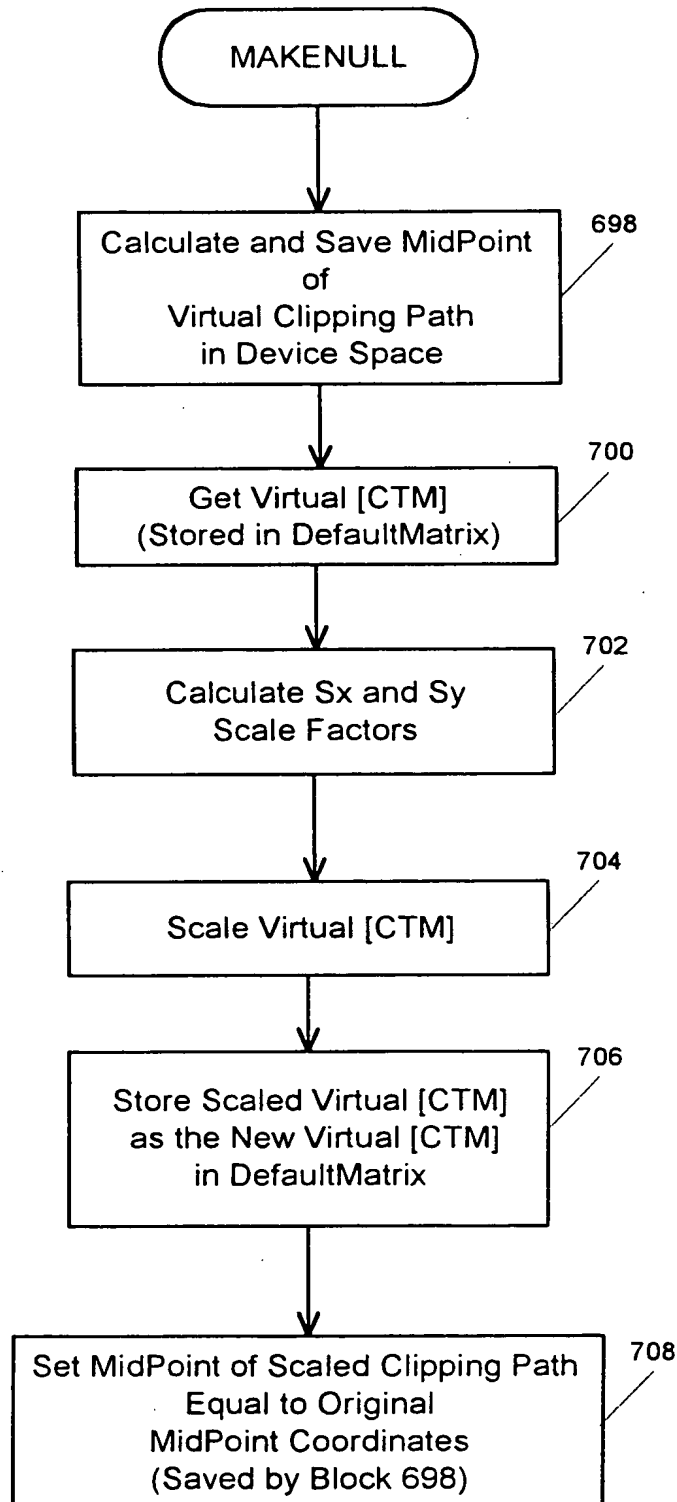 MAKENULL
698
Calculate and Save MidPoint
of
Virtual Clipping Path
in Device Space
700
Get Virtual [CTM]
(Stored in DefaultMatrix)
702
Calculate Sx and Sy
Scale Factors
704
Scale Virtual [CTM]
706
Store Scaled Virtual [CTM]
as the New Virtual [CTM]
in DefaultMatrix
708
Set MidPoint of Scaled Clipping Path
Equal to Original
MidPoint Coordinates
(Saved by Block 698)